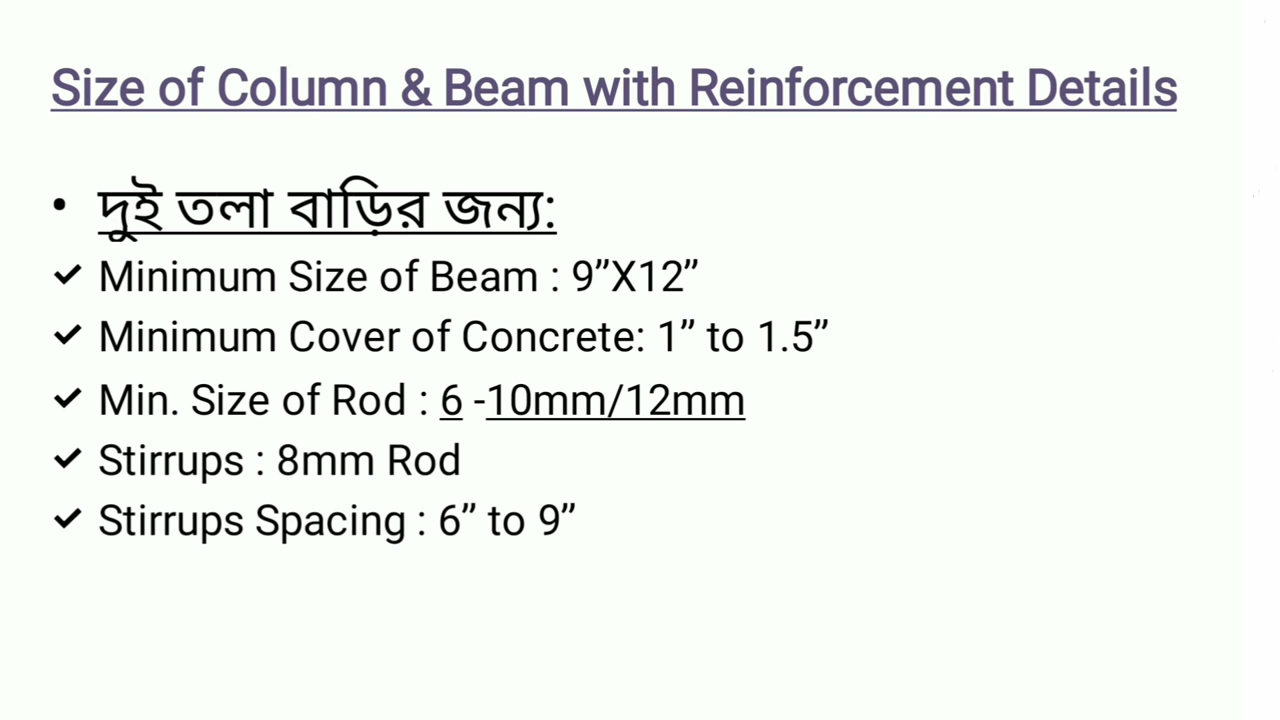 Size of Column & Beam with Reinforcement Details
• দুই তলা বাড়ির জন্য:
✓ Minimum Size of Beam : 9”X12”
✓ Minimum Cover of Concrete: 1” to 1.5”
✓ Min. Size of Rod : 6 -10mm/12mm
✓ Stirrups : 8mm Rod
✓ Stirrups Spacing : 6” to 9”